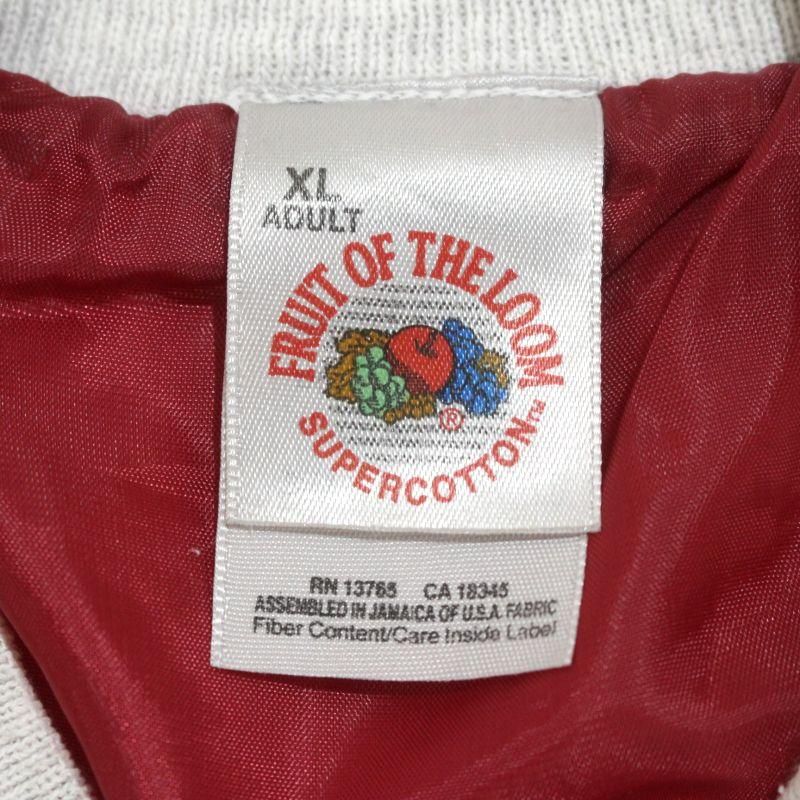 XL
ADULT
FRUIT OF THE LOOM
®
SUPERCOTTON™
RN 13765 CA 18345
ASSEMBLED IN JAMAICA OF U.S.A. FABRIC
Fiber Content/Care Inside Label